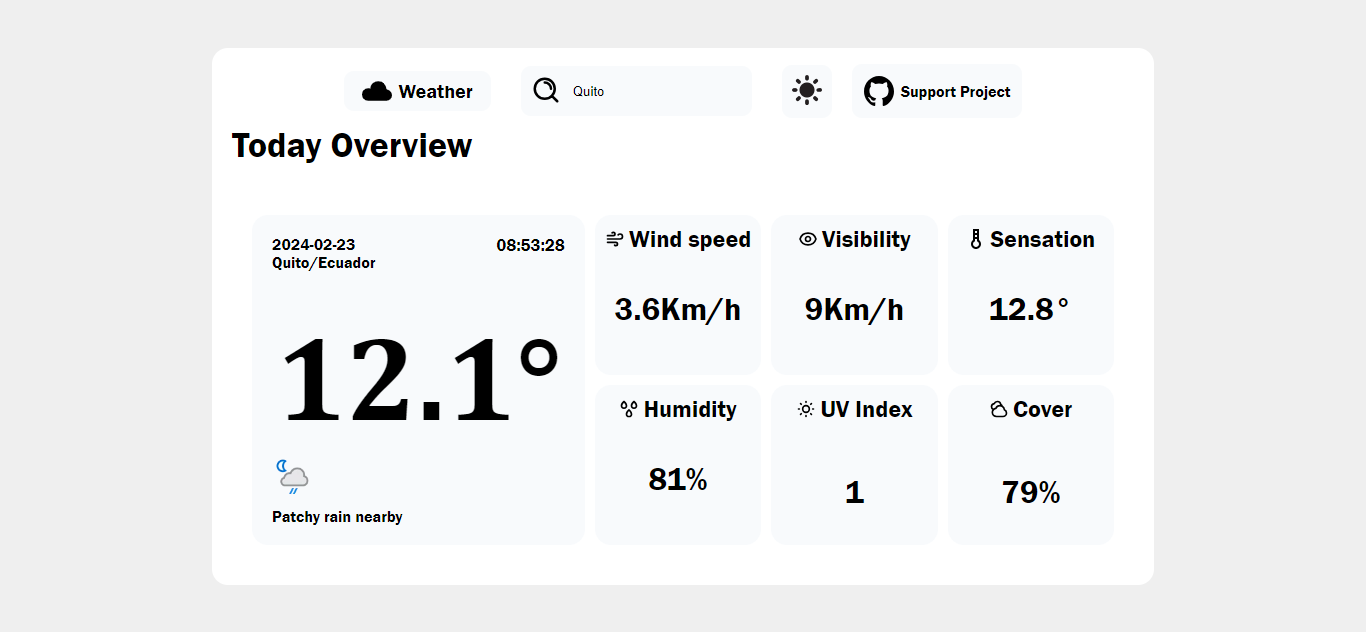 Weather
Quito
Support Project
Today Overview
2024-02-23
08:53:28
Quito/Ecuador
12.1°
Patchy rain nearby
Wind speed
3.6Km/h
Visibility
9Km/h
Sensation
12.8°
Humidity
81%
UV Index
1
Cover
79%